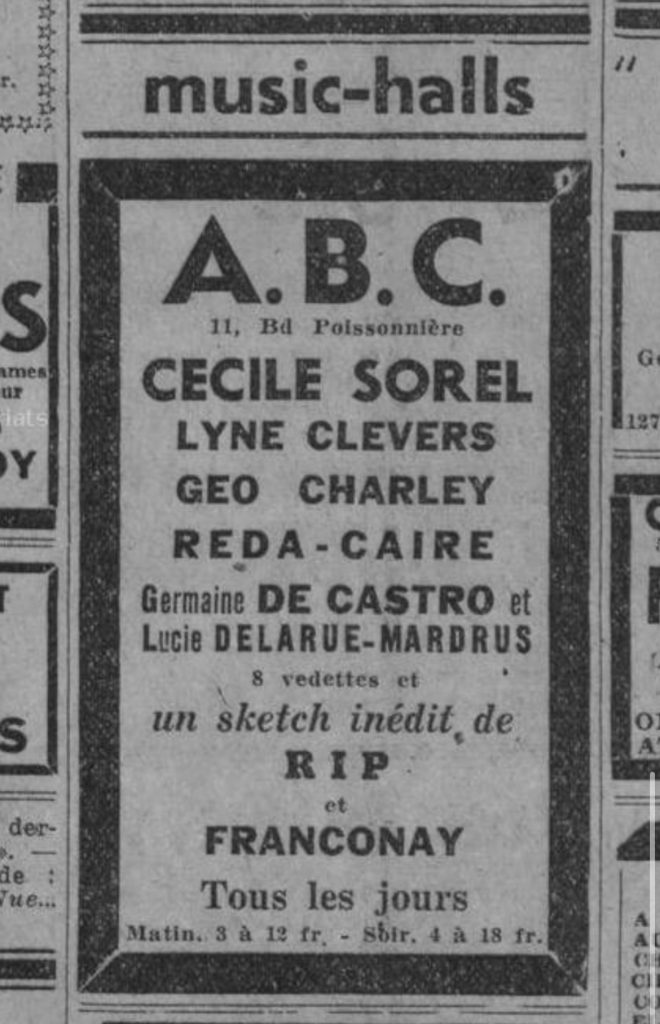 music-halls
A. B. C.
11, Bd Poissonnière
CECILE SOREL
LYNE CLEVERS
GEO CHARLEY
REDA-CAIRE
Germaine DE CASTRO et
Lucie DELARUE-MARDRUS
8 vedettes et
un sketch inédit de
RIP
et
FRANCONAY
Tous les jours
Matin. 3 à 12 fr. - Soir. 4 à 18 fr.